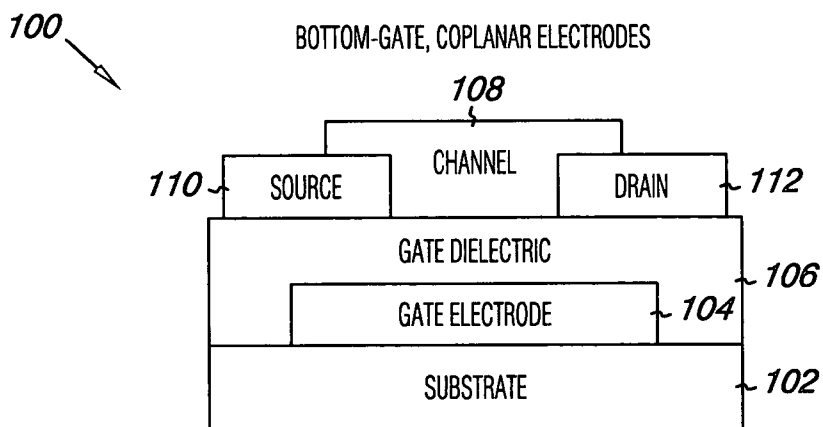 100
BOTTOM-GATE, COPLANAR ELECTRODES
108
CHANNEL
110 SOURCE DRAIN 112
GATE DIELECTRIC
106
GATE ELECTRODE 104
SUBSTRATE 102